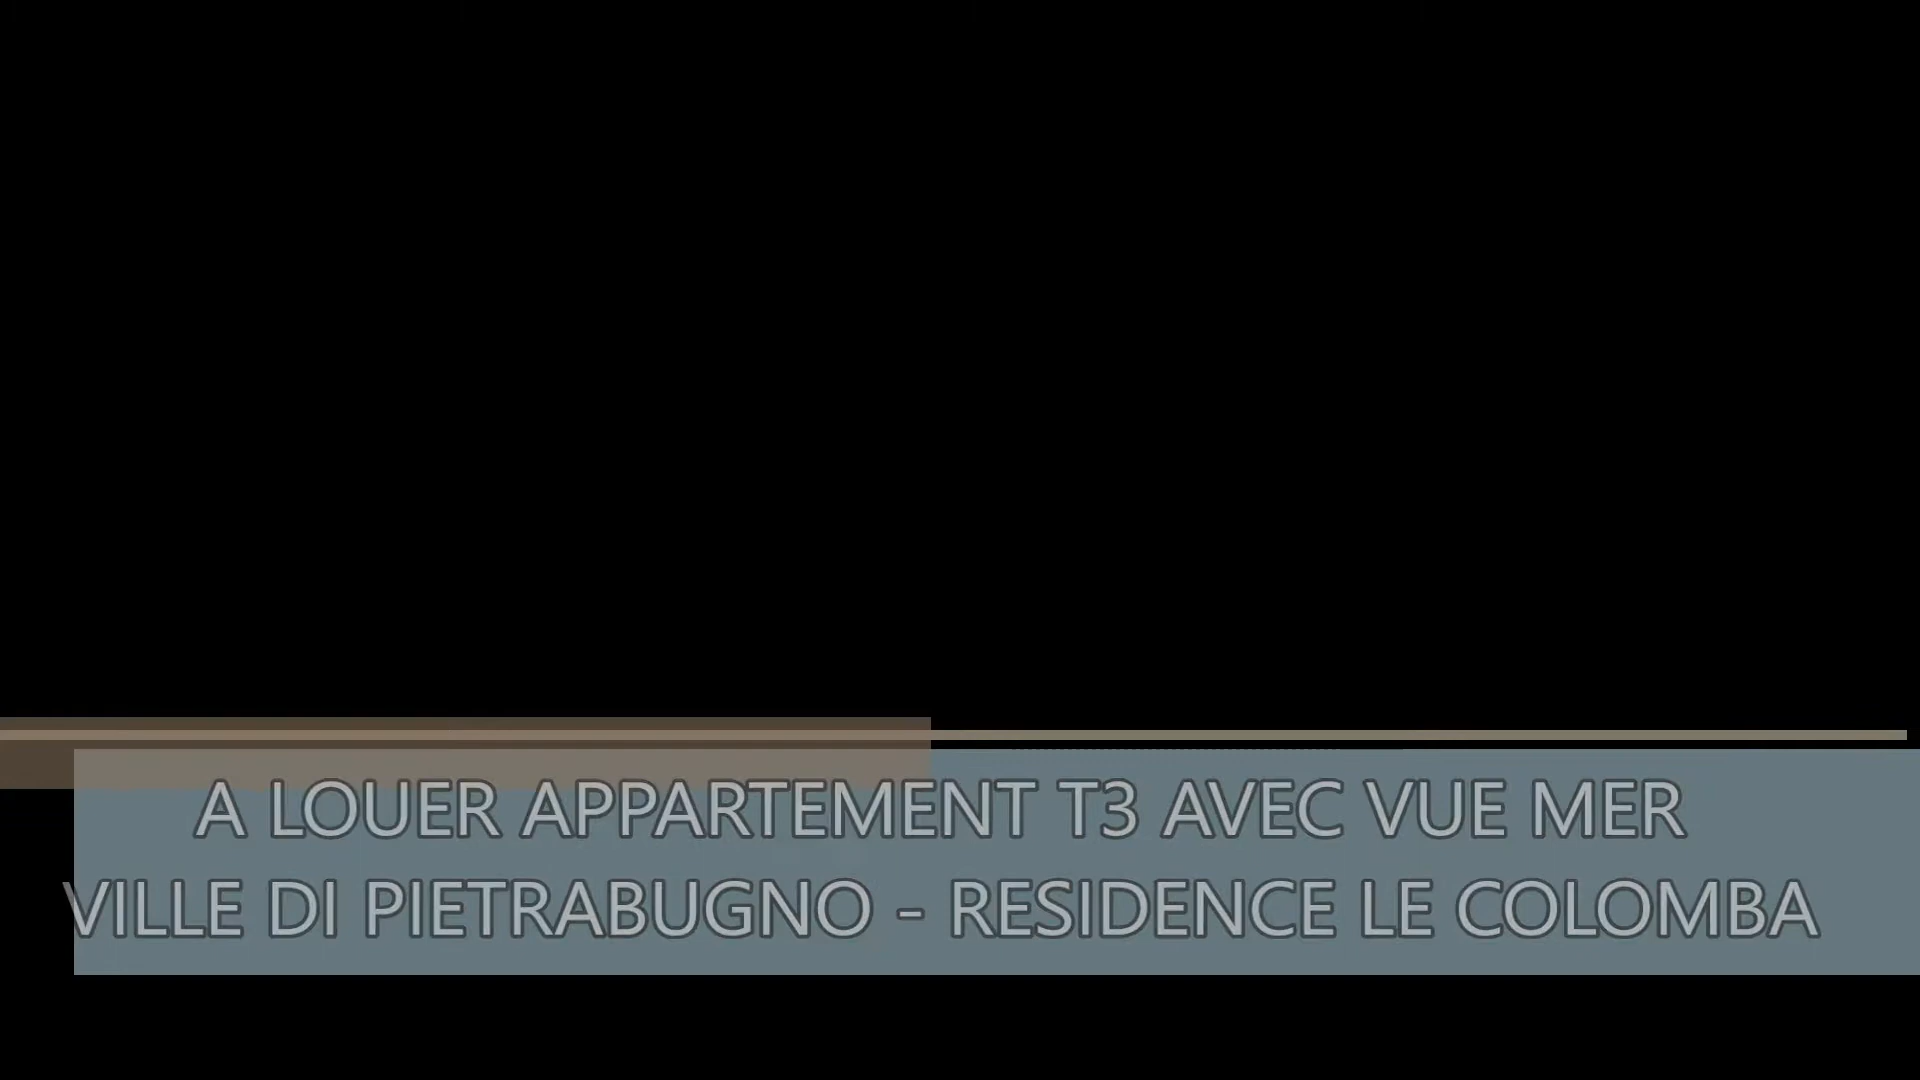 A LOUER APPARTEMENT T3 AVEC VUE MER
VILLE DI PIETRABUGNO - RESIDENCE LE COLOMBA